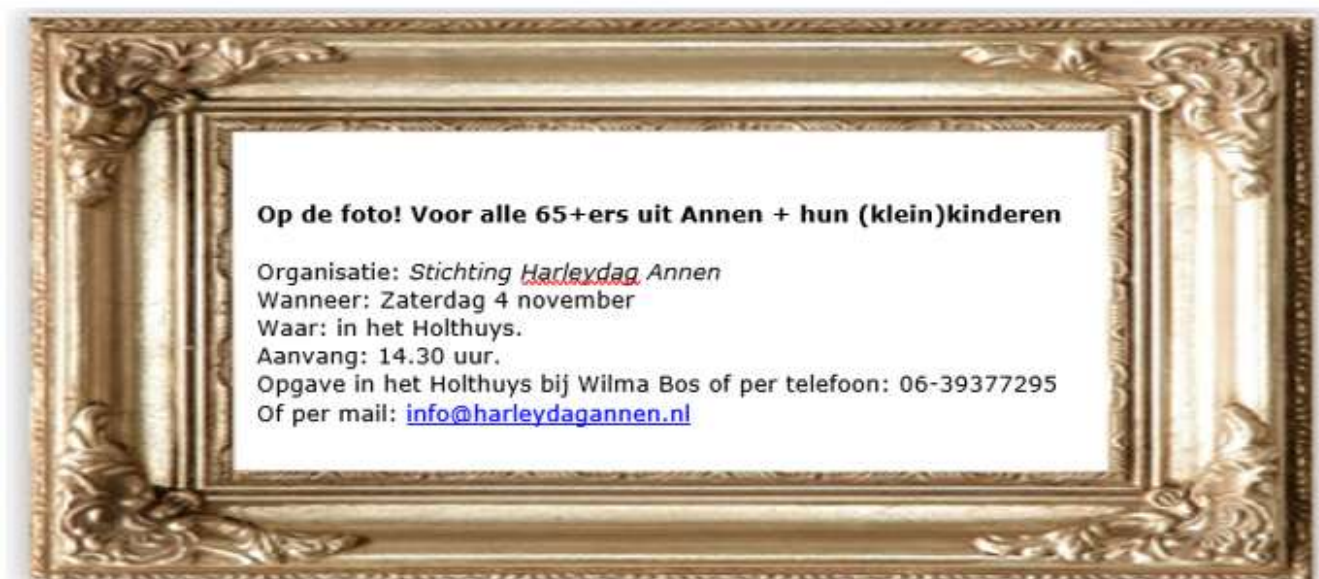 Op de foto! Voor alle 65+ers uit Annen + hun (klein)kinderen
Organisatie: Stichting Harleydag Annen
Wanneer: Zaterdag 4 november
Waar: in het Holthuys.
Aanvang: 14.30 uur.
Opgave in het Holthuys bij Wilma Bos of per telefoon: 06-39377295
Of per mail: info@harleydagannen.nl